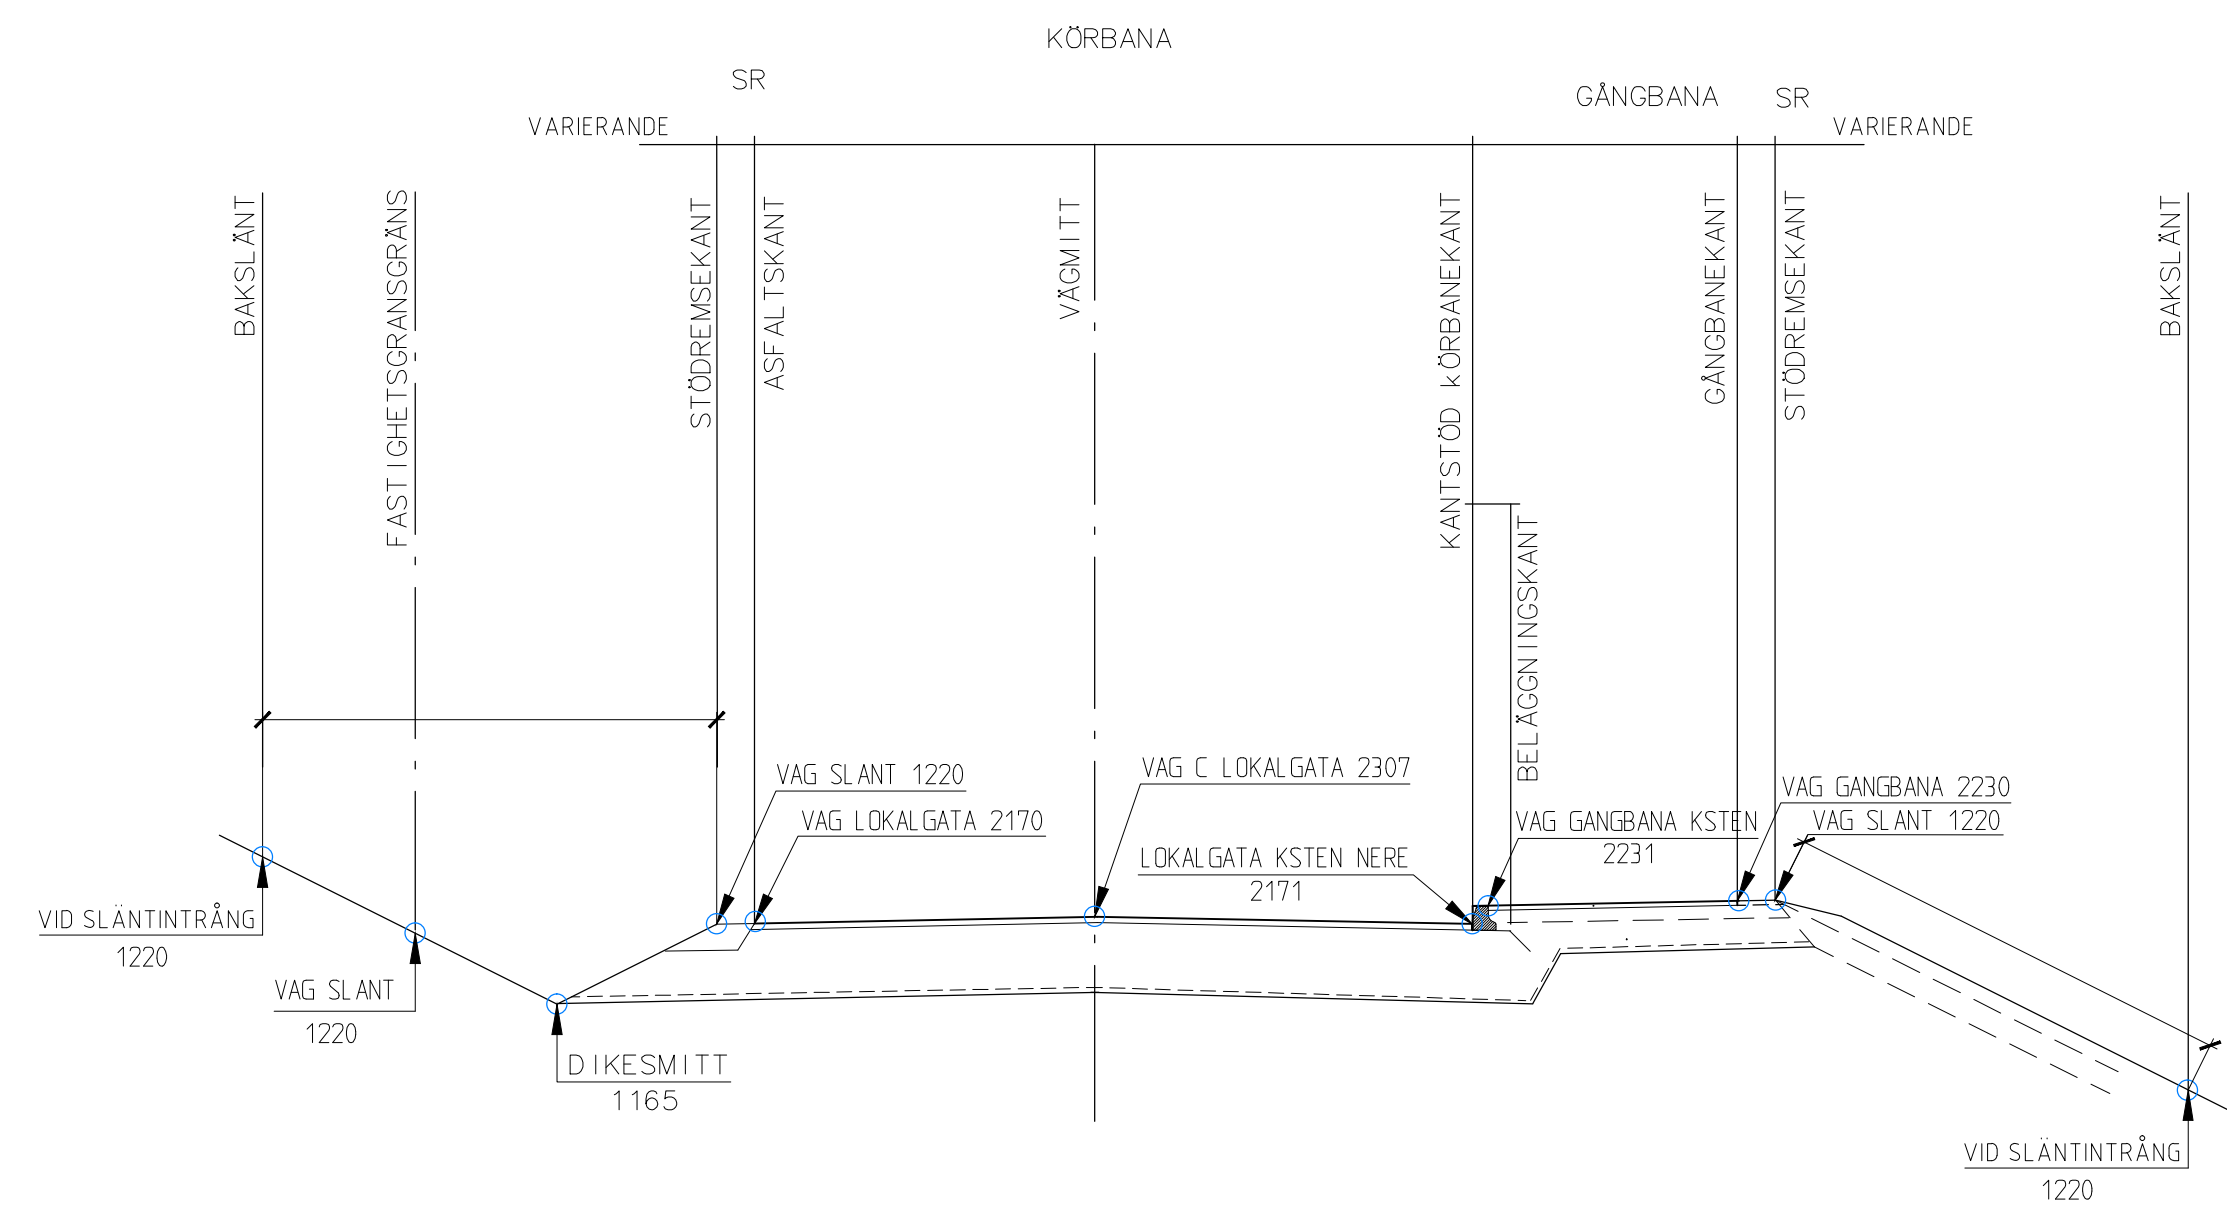 KÖRBANA
SR
GÅNGBANA
SR
VARIERANDE
VARIERANDE
BAKSLÄNT
FASTIGHETSGRANSGRÄNS
STÖDREMSEKANT
ASFALTSKANT
VÄGMITT
KANTSTÖD kÖRBANEKANT
BELÄGGNINGSKANT
GÅNGBANEKANT
STÖDREMSEKANT
BAKSLÄNT
VAG SLANT 1220
VAG LOKALGATA 2170
VAG C LOKALGATA 2307
LOKALGATA KSTEN NERE
2171
VAG GANGBANA KSTEN
2231
VAG GANGBANA 2230
VAG SLANT 1220
VID SLÄNTINTRÅNG
1220
VAG SLANT
1220
DIKESMITT
1165
VID SLÄNTINTRÅNG
1220